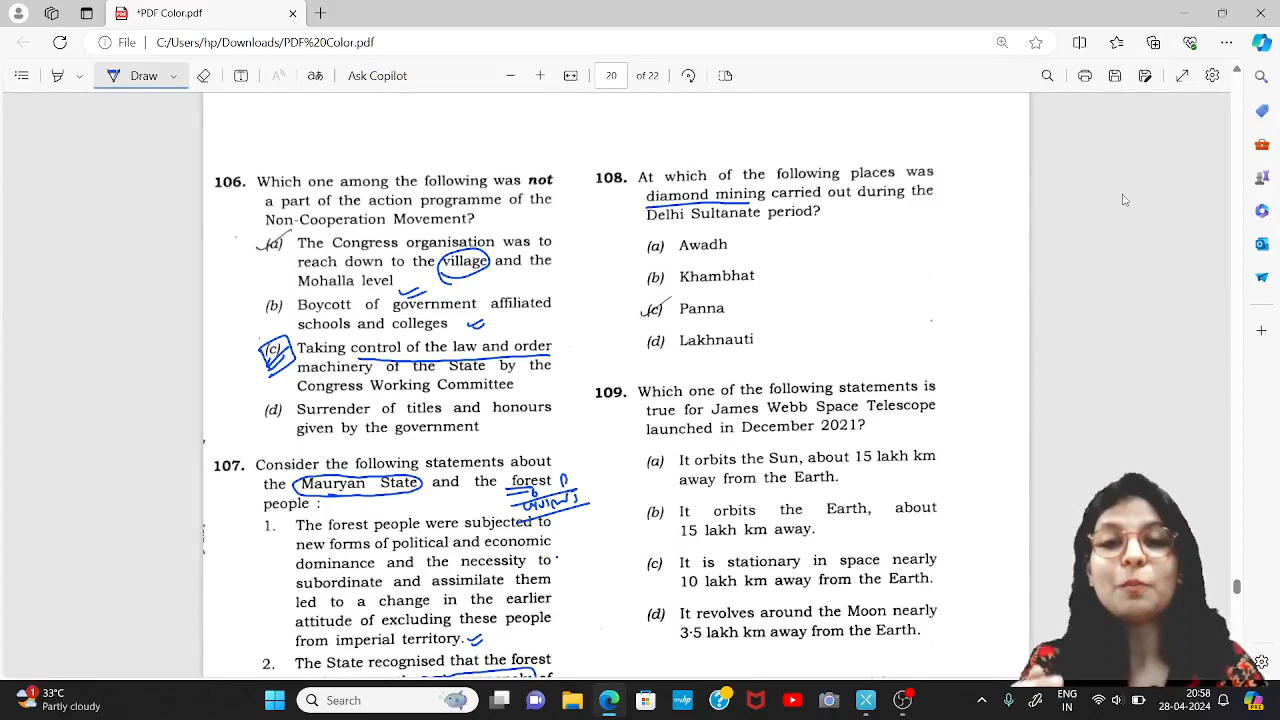 *PDF Color.pdf
File
C:/Users/hp/Downloads/PDF%20Color.pdf
Draw
Ask Copilot
20
of 22
106. Which one among the following was not
a part of the action programme of the
Non-Cooperation Movement?
(a) The Congress organisation was to
reach down to the village and the
Mohalla level
(b) Boycott of government affiliated
schools and colleges
(c) Taking control of the law and order
machinery of the State by the
Congress Working Committee
(d) Surrender of titles and honours
given by the government
107. Consider the following statements about
the Mauryan State and the forest
people :
1. The forest people were subjected to
new forms of political and economic
dominance and the necessity to
subordinate and assimilate them
led to a change in the earlier
attitude of excluding these people
from imperial territory.
2. The State recognised that the forest
108. At which of the following places was
diamond mining carried out during the
Delhi Sultanate period?
(a) Awadh
(b) Khambhat
(c) Panna
(d) Lakhnauti
109. Which one of the following statements is
true for James Webb Space Telescope
launched in December 2021?
(a) It orbits the Sun, about 15 lakh km
away from the Earth.
(b) It orbits the Earth, about
15 lakh km away.
(c) It is stationary in space nearly
10 lakh km away from the Earth.
(d) It revolves around the Moon nearly
3·5 lakh km away from the Earth.
1
33°C
Partly cloudy
Search
ENG
IN
20:58
28-04-2024